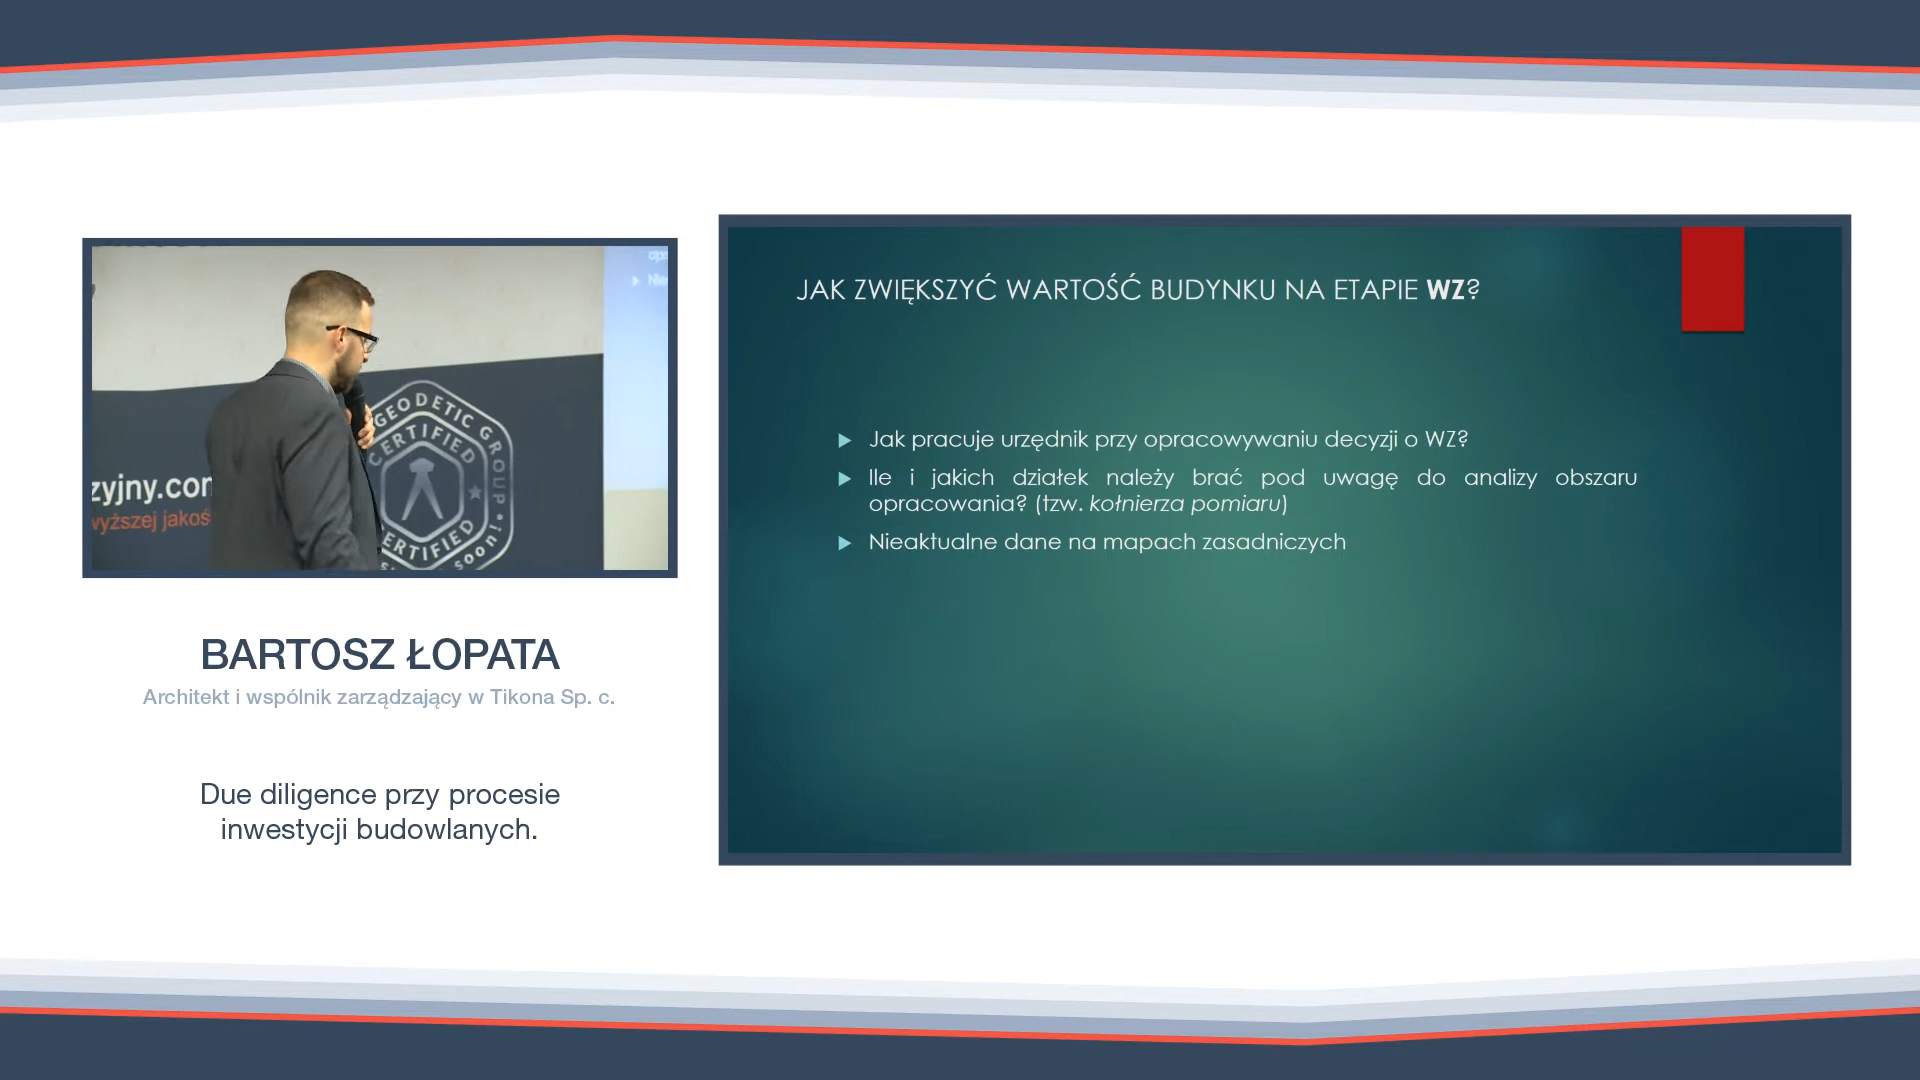 zyjny.com
wyższej jakoś
GEODETIC GROUP
CERTIFIED
CERTIFIED
soon!
BARTOSZ ŁOPATA
Architekt i wspólnik zarządzający w Tikona Sp. c.
Due diligence przy procesie
inwestycji budowlanych.
JAK ZWIĘKSZYĆ WARTOŚĆ BUDYNKU NA ETAPIE WZ?
Jak pracuje urzędnik przy opracowywaniu decyzji o WZ?
Ile i jakich działek należy brać pod uwagę do analizy obszaru
opracowania? (tzw. kołnierza pomiaru)
Nieaktualne dane na mapach zasadniczych